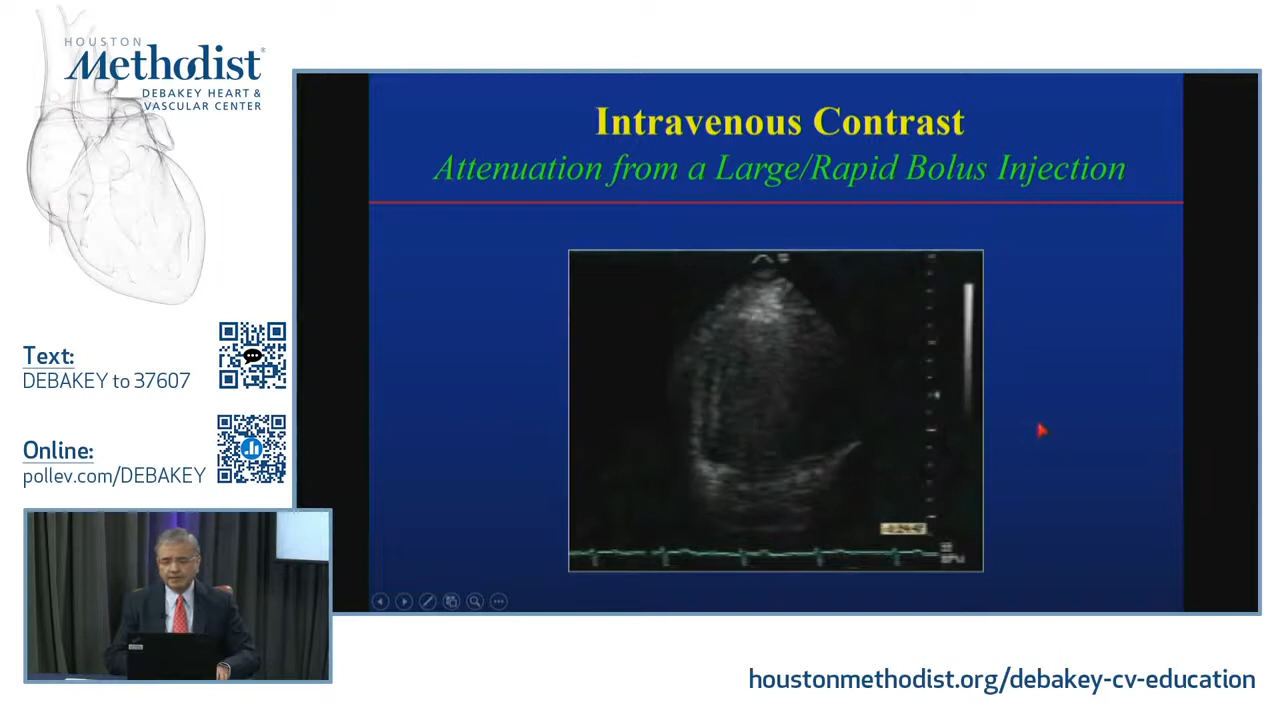 HOUSTON
Methodist
DEBAKEY HEART &
VASCULAR CENTER
Intravenous Contrast
Attenuation from a Large/Rapid Bolus Injection
Text:
DEBAKEY to 37607
Online:
pollev.com/DEBAKEY
houstonmethodist.org/debakey-cv-education